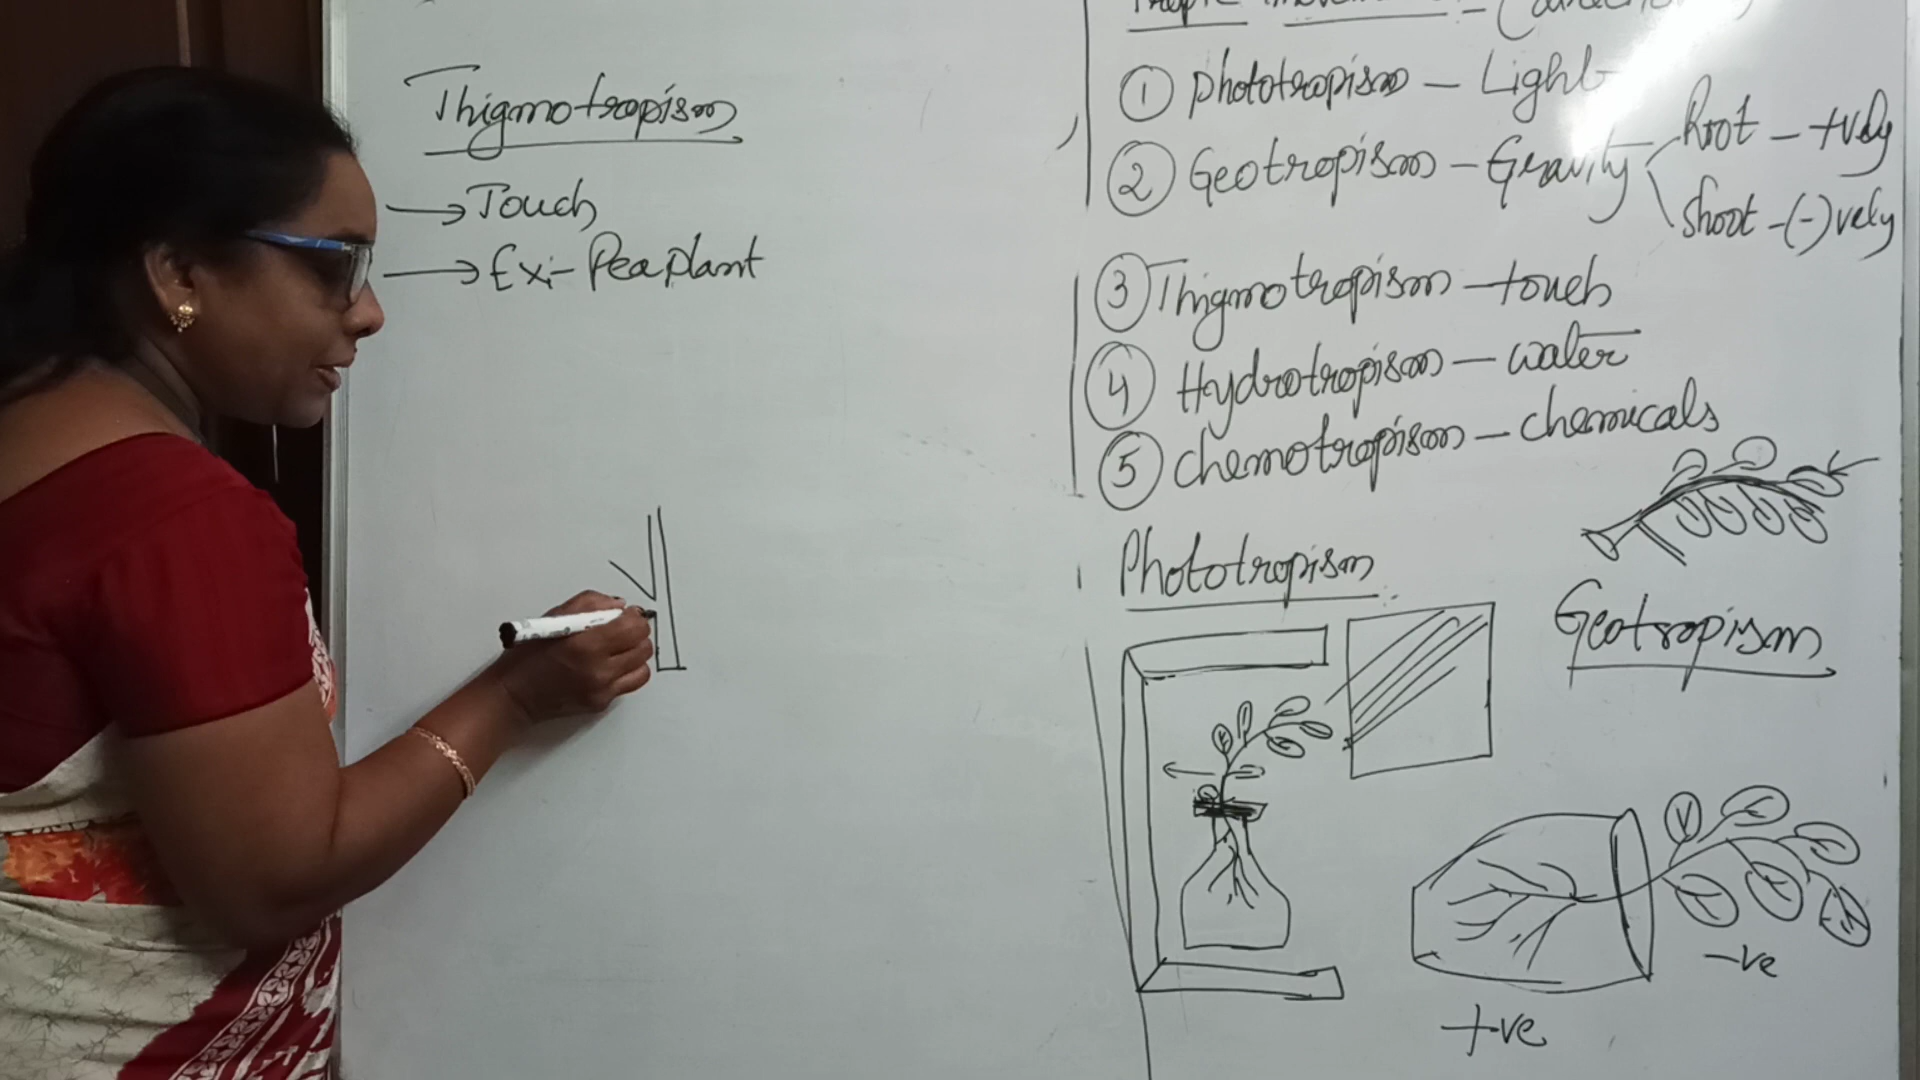 Thigmotropism
→ Touch
→ Ex:- Pea plant
① phototropism – Light
② Geotropism – Gravity
Root – +vely
Shoot – (-)vely
③ Thigmotropism – touch
④ Hydrotropism – water
⑤ chemotropism – chemicals
Phototropism
Geotropism
-ve
+ve